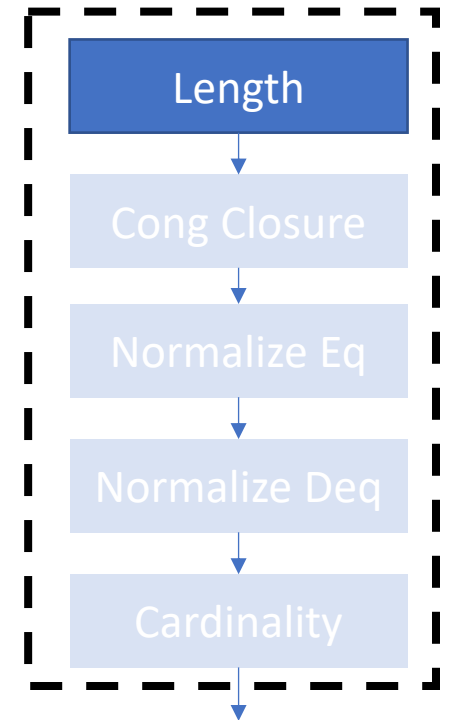 Length
Cong Closure
Normalize Eq
Normalize Deq
Cardinality